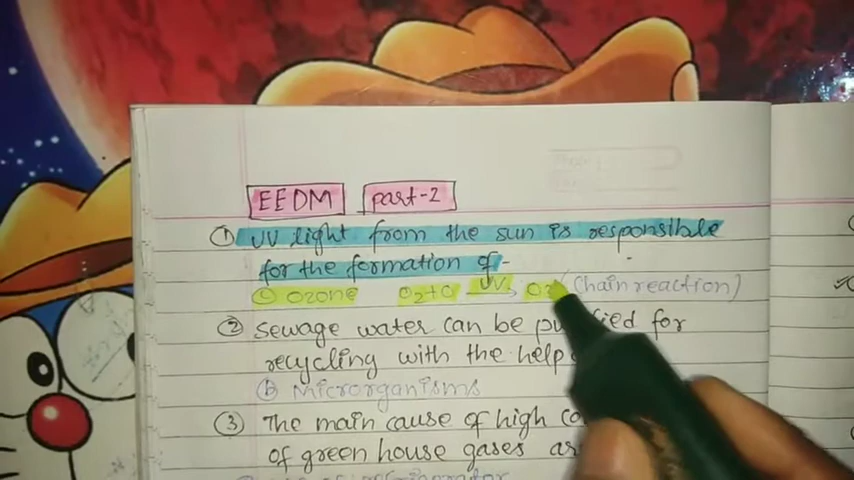 EEDM part-2
① UV light from the sun is responsible
for the formation of -
ⓒ Ozone O2+O UV O3 (Chain reaction)
② Sewage water can be purified for
recycling with the help
ⓑ Microrganisms
③ The main cause of high
of green house gases